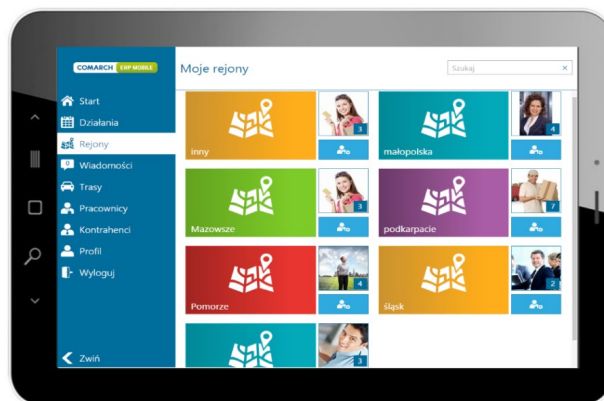 COMARCH ERP MOBILE
Moje rejony
Szukaj
×
Start
Działania
Rejony
0
Wiadomości
Trasy
Pracownicy
Kontrahenci
Profil
Wyloguj
Zwiń
inny
3
małopolska
4
Mazowsze
3
podkarpacie
7
Pomorze
4
śląsk
2
3